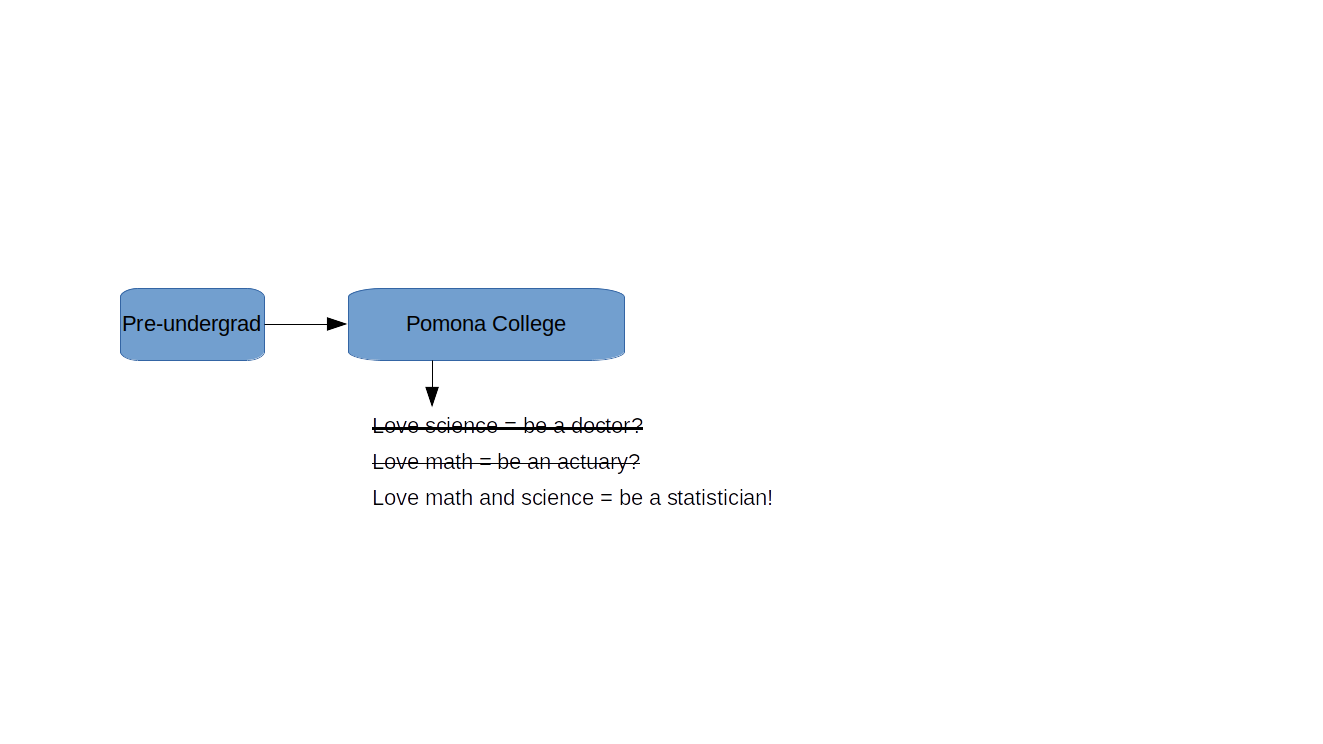 Pre-undergrad
Pomona College
Love science = be a doctor?
Love math = be an actuary?
Love math and science = be a statistician!